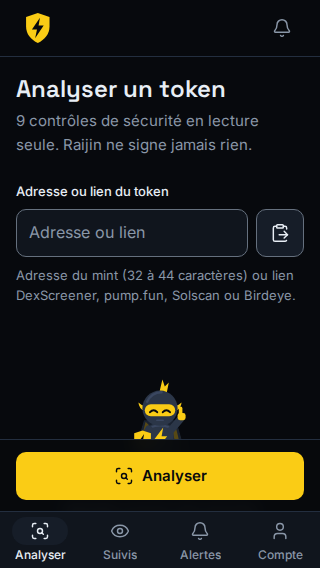 Analyser un token
9 contrôles de sécurité en lecture
seule. Raijin ne signe jamais rien.
Adresse ou lien du token
Adresse ou lien
Adresse du mint (32 à 44 caractères) ou lien
DexScreener, pump.fun, Solscan ou Birdeye.
Analyser
Analyser
Suivis
Alertes
Compte